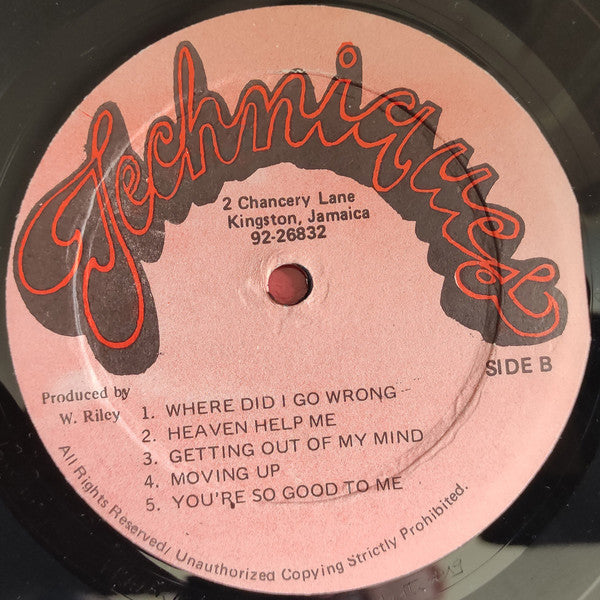 Techniques
2 Chancery Lane
Kingston, Jamaica
92-26832
SIDE B
Produced by
W. Riley
1. WHERE DID I GO WRONG
2. HEAVEN HELP ME
3. GETTING OUT OF MY MIND
4. MOVING UP
5. YOU'RE SO GOOD TO ME
All Rights Reserved/ Unauthorized Copying Strictly Prohibited.